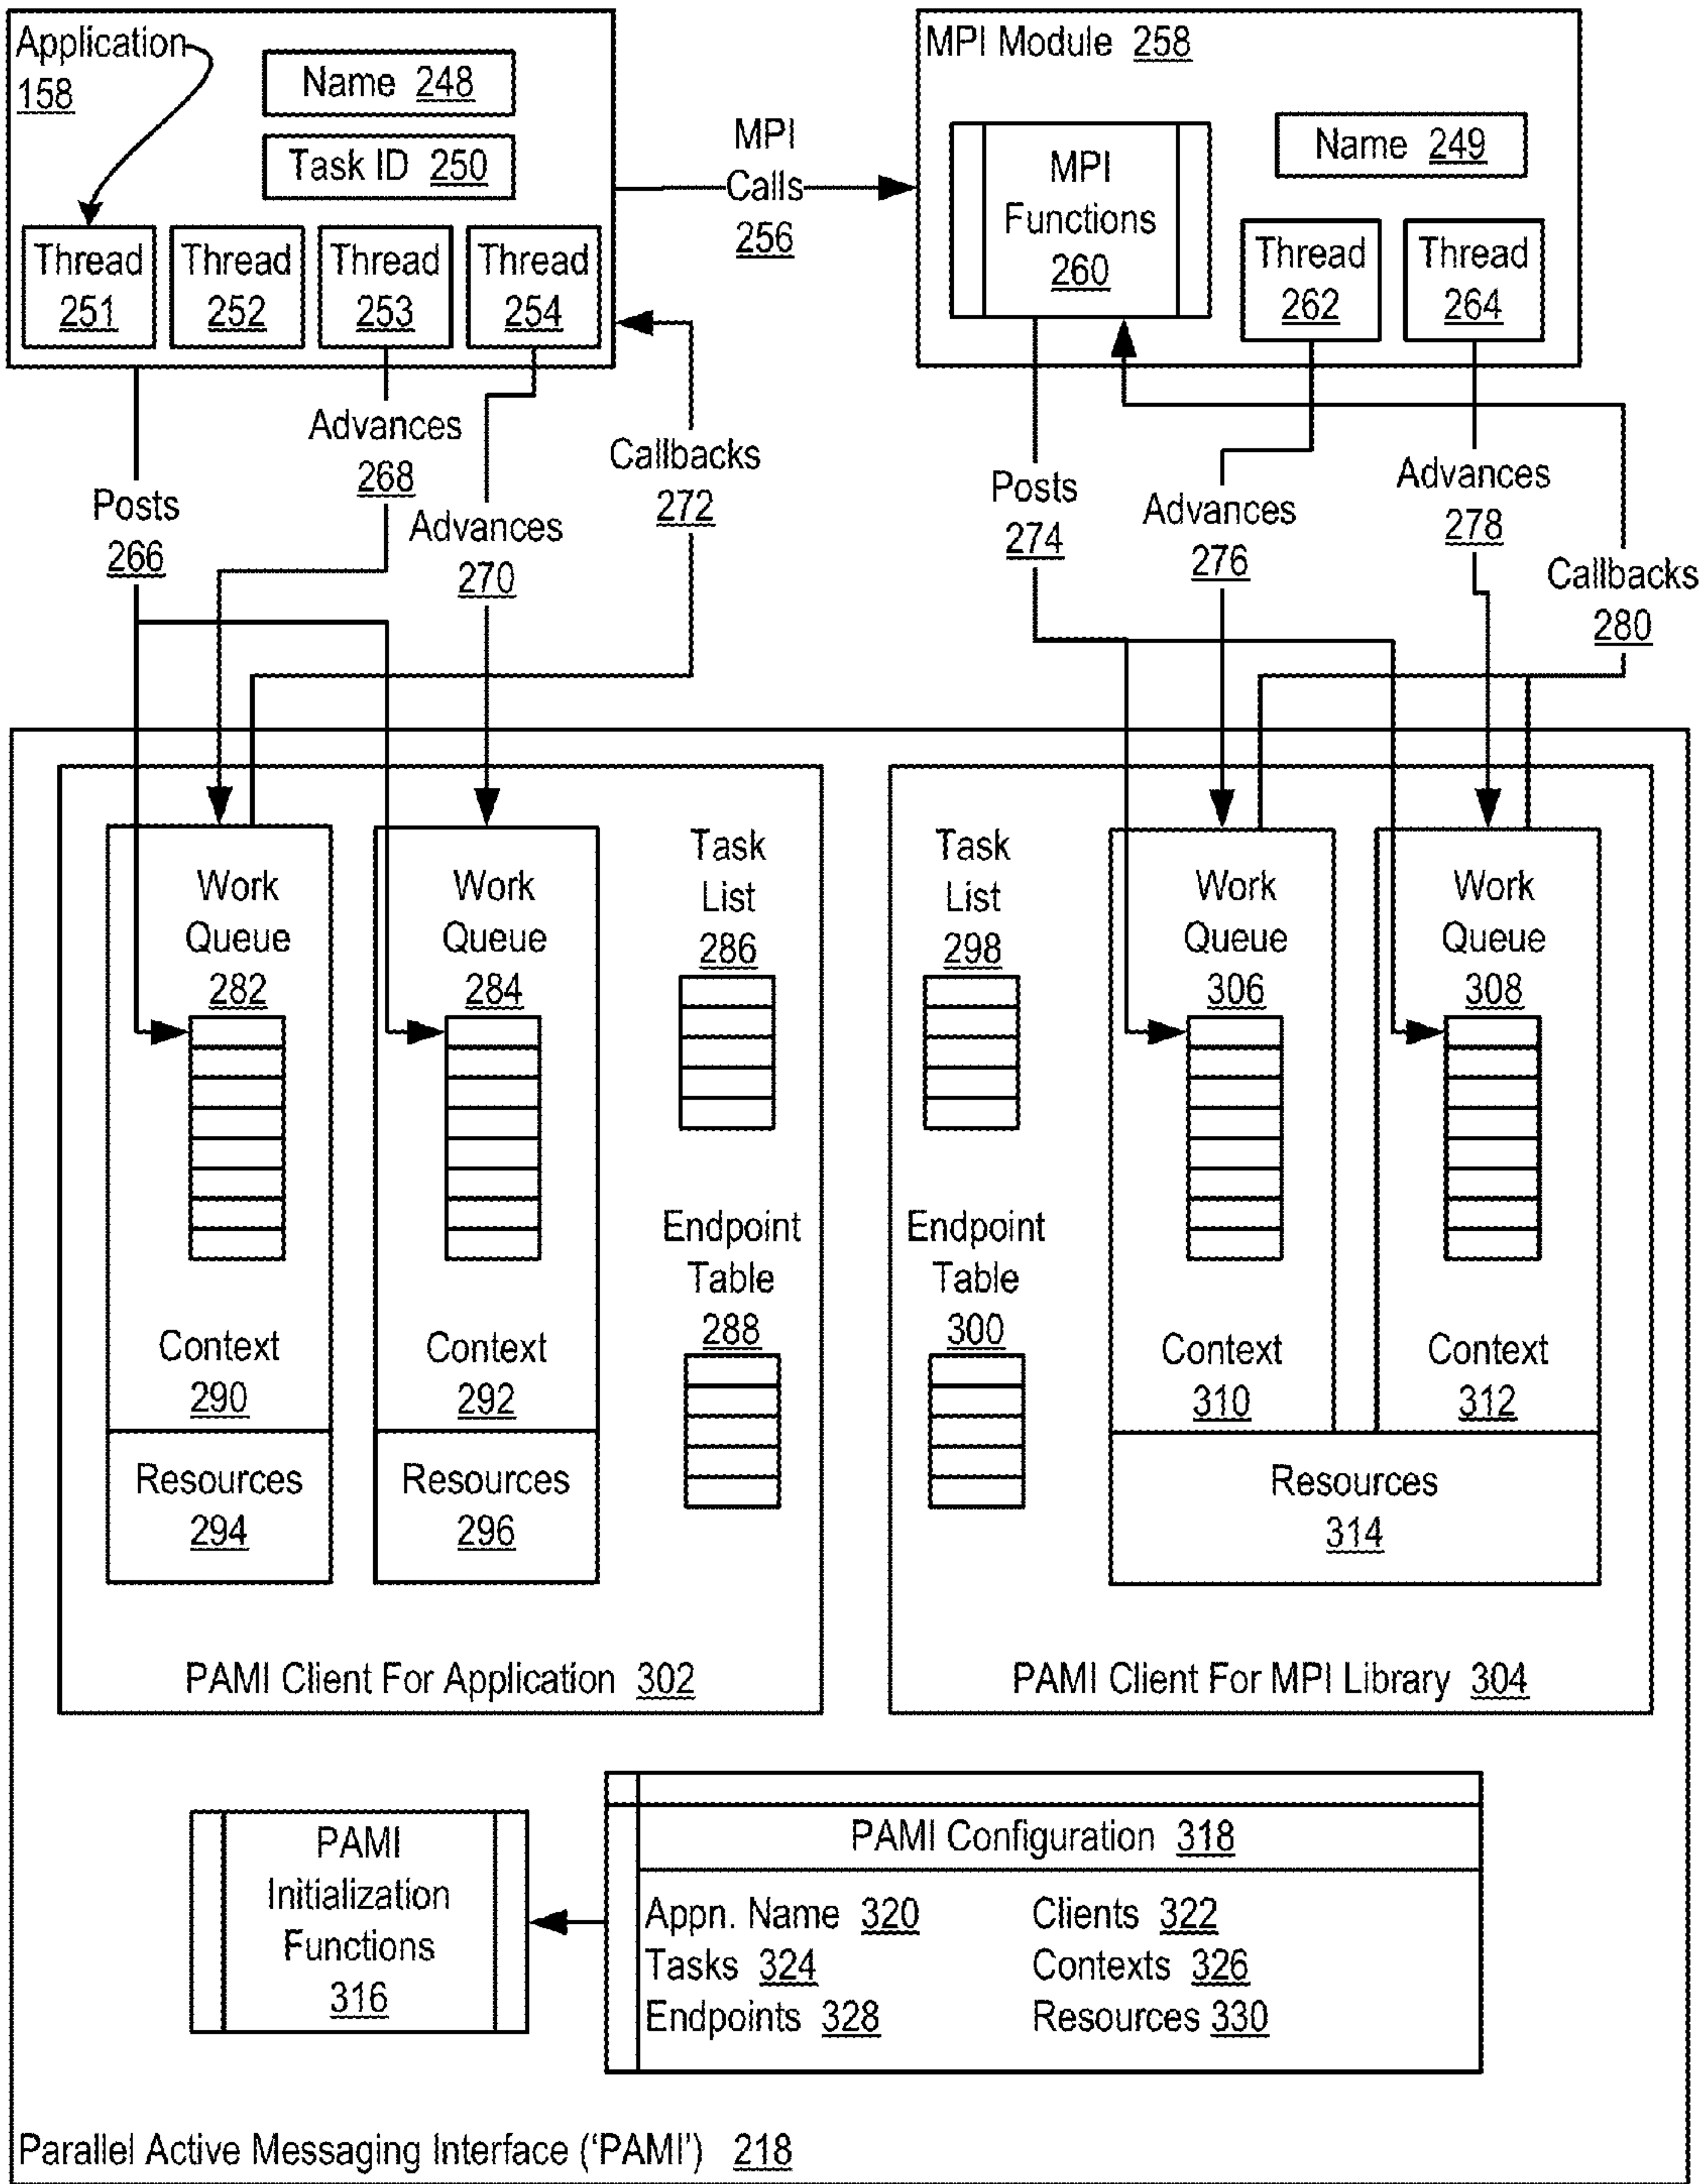 Application
158
Name 248
Task ID 250
Thread
251
Thread
252
Thread
253
Thread
254
MPI
Calls
256
MPI Module 258
MPI
Functions
260
Name 249
Thread
262
Thread
264
Posts
266
Advances
268
Advances
270
Callbacks
272
Posts
274
Advances
276
Advances
278
Callbacks
280
Work
Queue
282
Context
290
Resources
294
Work
Queue
284
Context
292
Resources
296
Task
List
286
Endpoint
Table
288
PAMI Client For Application 302
Task
List
298
Endpoint
Table
300
Work
Queue
306
Context
310
Work
Queue
308
Context
312
Resources
314
PAMI Client For MPI Library 304
PAMI
Initialization
Functions
316
PAMI Configuration 318
Appn. Name 320
Clients 322
Tasks 324
Contexts 326
Endpoints 328
Resources 330
Parallel Active Messaging Interface (‘PAMI’) 218